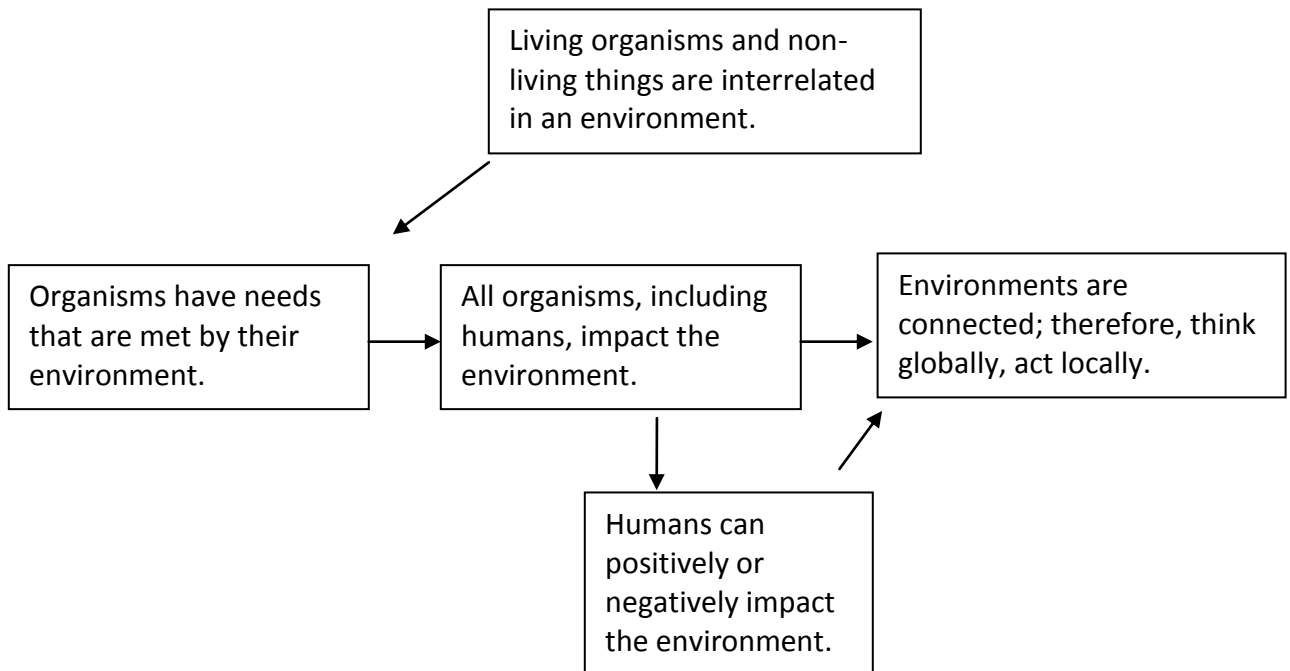 Living organisms and non-
living things are interrelated
in an environment.
Organisms have needs
that are met by their
environment.
All organisms, including
humans, impact the
environment.
Environments are
connected; therefore, think
globally, act locally.
Humans can
positively or
negatively impact
the environment.